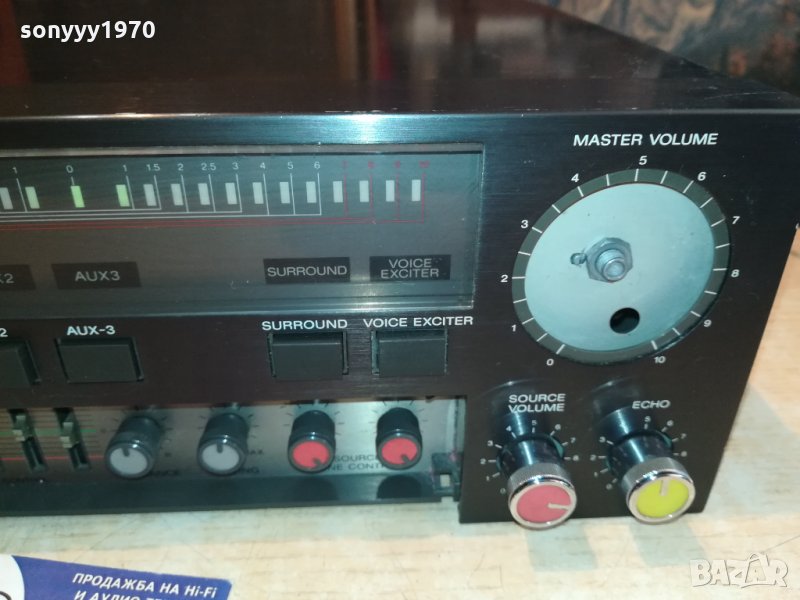 sonyyy1970
MASTER VOLUME
1 0 1 1.5 2 2.5 3 4 5 6
0 1 2 3 4 5 6 7 8 9 10
AUX3
SURROUND
VOICE
EXCITER
AUX-3
SURROUND
VOICE EXCITER
SOURCE
VOLUME
ECHO
SOURCE
ПРОДАЖБА НА Hi-Fi
BAZAR